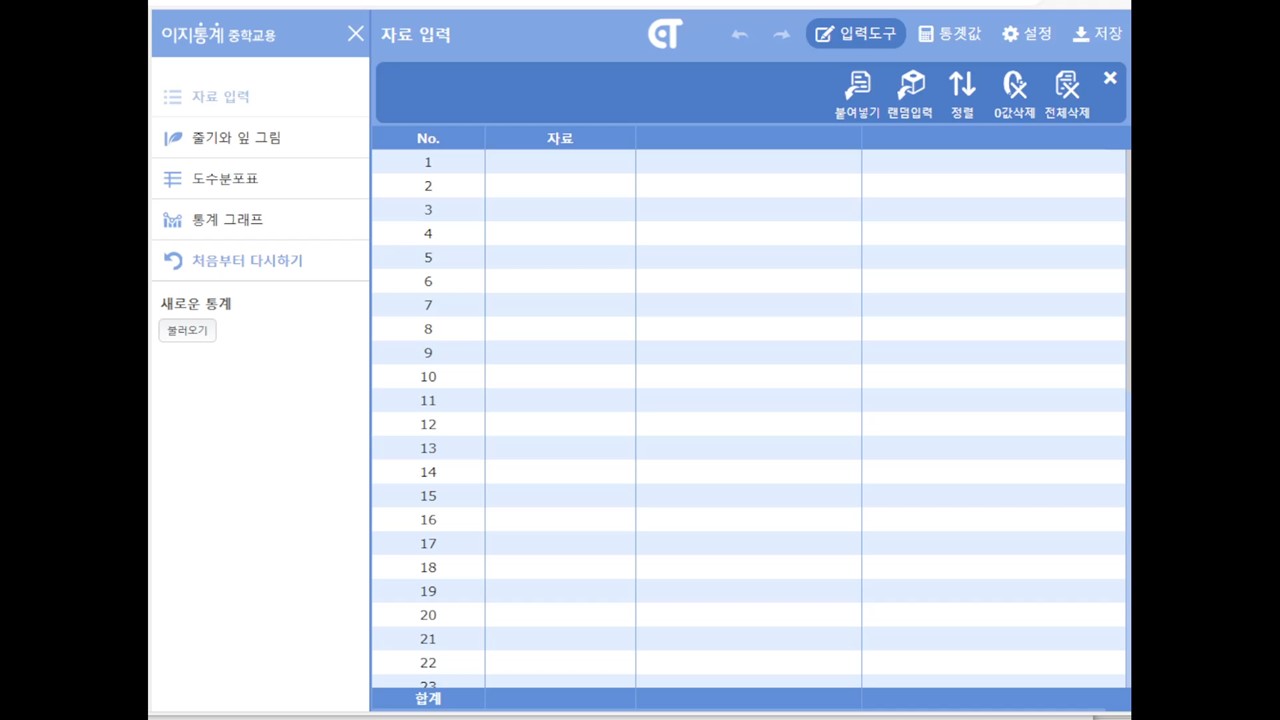 이지통계 중학교용
자료 입력
줄기와 잎 그림
도수분포표
통계 그래프
처음부터 다시하기
새로운 통계
불러오기
자료 입력
입력도구
통곗값
설정
저장
붙여넣기 랜덤입력 정렬 0값삭제 전체삭제
No. 자료
1
2
3
4
5
6
7
8
9
10
11
12
13
14
15
16
17
18
19
20
21
22
23
합계